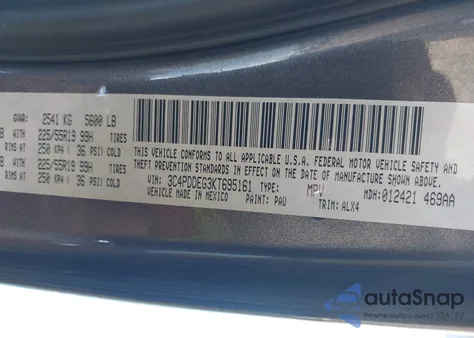 GVWR: 2541 KG 5600 LB
B WITH 225/55R19 99H TIRES
250 KPA ( 36 PSI) COLD
B WITH 225/55R19 99H TIRES
250 KPA ( 36 PSI) COLD
THIS VEHICLE CONFORMS TO ALL APPLICABLE U.S.A. FEDERAL MOTOR VEHICLE SAFETY AND
THEFT PREVENTION STANDARDS IN EFFECT ON THE DATE OF MANUFACTURE SHOWN ABOVE.
VIN: 3C4PDDEG3KT695161 TYPE: MPV MDH:012421 469AA
VEHICLE MADE IN MEXICO PAINT: PAU TRIM: ALX4
autoSnap